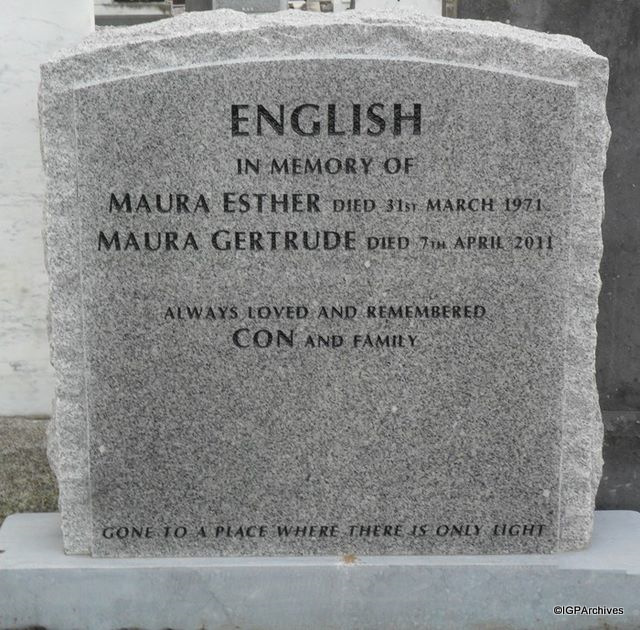 ENGLISH
IN MEMORY OF
MAURA ESTHER DIED 31ST MARCH 1971
MAURA GERTRUDE DIED 7TH APRIL 2011
ALWAYS LOVED AND REMEMBERED
CON AND FAMILY
GONE TO A PLACE WHERE THERE IS ONLY LIGHT
©IGPArchives